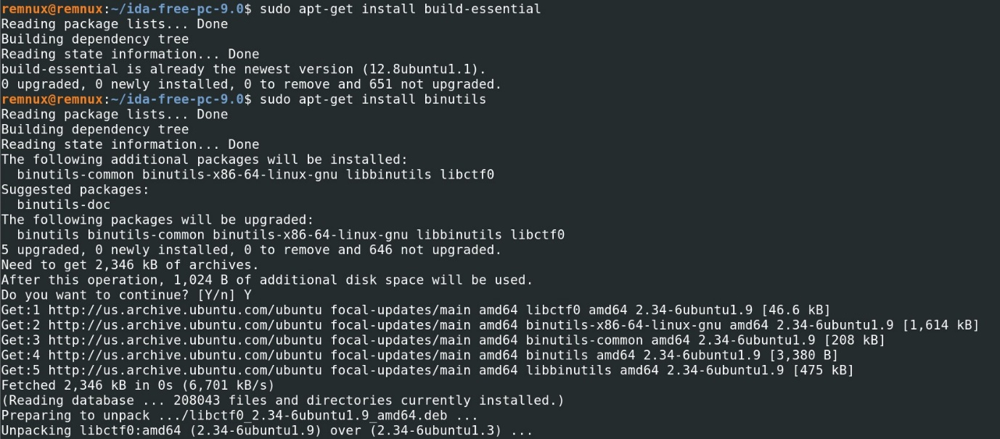 remnux@remnux:~/ida-free-pc-9.0$ sudo apt-get install build-essential
Reading package lists... Done
Building dependency tree
Reading state information... Done
build-essential is already the newest version (12.8ubuntu1.1).
0 upgraded, 0 newly installed, 0 to remove and 651 not upgraded.
remnux@remnux:~/ida-free-pc-9.0$ sudo apt-get install binutils
Reading package lists... Done
Building dependency tree
Reading state information... Done
The following additional packages will be installed:
  binutils-common binutils-x86-64-linux-gnu libbinutils libctf0
Suggested packages:
  binutils-doc
The following packages will be upgraded:
  binutils binutils-common binutils-x86-64-linux-gnu libbinutils libctf0
5 upgraded, 0 newly installed, 0 to remove and 646 not upgraded.
Need to get 2,346 kB of archives.
After this operation, 1,024 B of additional disk space will be used.
Do you want to continue? [Y/n] Y
Get:1 http://us.archive.ubuntu.com/ubuntu focal-updates/main amd64 libctf0 amd64 2.34-6ubuntu1.9 [46.6 kB]
Get:2 http://us.archive.ubuntu.com/ubuntu focal-updates/main amd64 binutils-x86-64-linux-gnu amd64 2.34-6ubuntu1.9 [1,614 kB]
Get:3 http://us.archive.ubuntu.com/ubuntu focal-updates/main amd64 binutils-common amd64 2.34-6ubuntu1.9 [208 kB]
Get:4 http://us.archive.ubuntu.com/ubuntu focal-updates/main amd64 binutils amd64 2.34-6ubuntu1.9 [3,380 B]
Get:5 http://us.archive.ubuntu.com/ubuntu focal-updates/main amd64 libbinutils amd64 2.34-6ubuntu1.9 [475 kB]
Fetched 2,346 kB in 0s (6,701 kB/s)
(Reading database ... 208043 files and directories currently installed.)
Preparing to unpack .../libctf0_2.34-6ubuntu1.9_amd64.deb ...
Unpacking libctf0:amd64 (2.34-6ubuntu1.9) over (2.34-6ubuntu1.3) ...